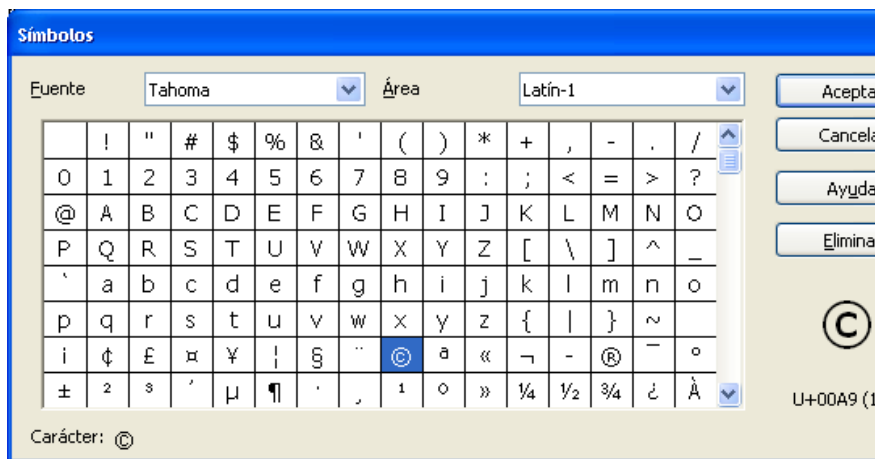 Símbolos
Fuente Tahoma Área Latín-1 Acepta
! " # $ % & ' ( ) * + , - . / Cancela
0 1 2 3 4 5 6 7 8 9 : ; < = > ?
@ A B C D E F G H I J K L M N O Ayuda
P Q R S T U V W X Y Z [ \ ] ^ _ Elimina
` a b c d e f g h i j k l m n o
p q r s t u v w x y z { | } ~
¡ ¢ £ ¤ ¥ ¦ § ¨ © ª « ¬ - ® ¯ ° ©
± ² ³ ´ µ ¶ · ¸ ¹ º » ¼ ½ ¾ ¿ À U+00A9 (1
Carácter: ©